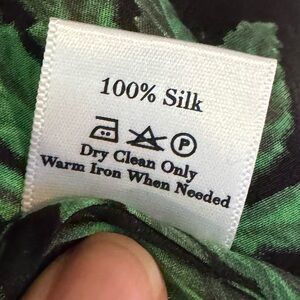 100% Silk
P
Dry Clean Only
Warm Iron When Needed